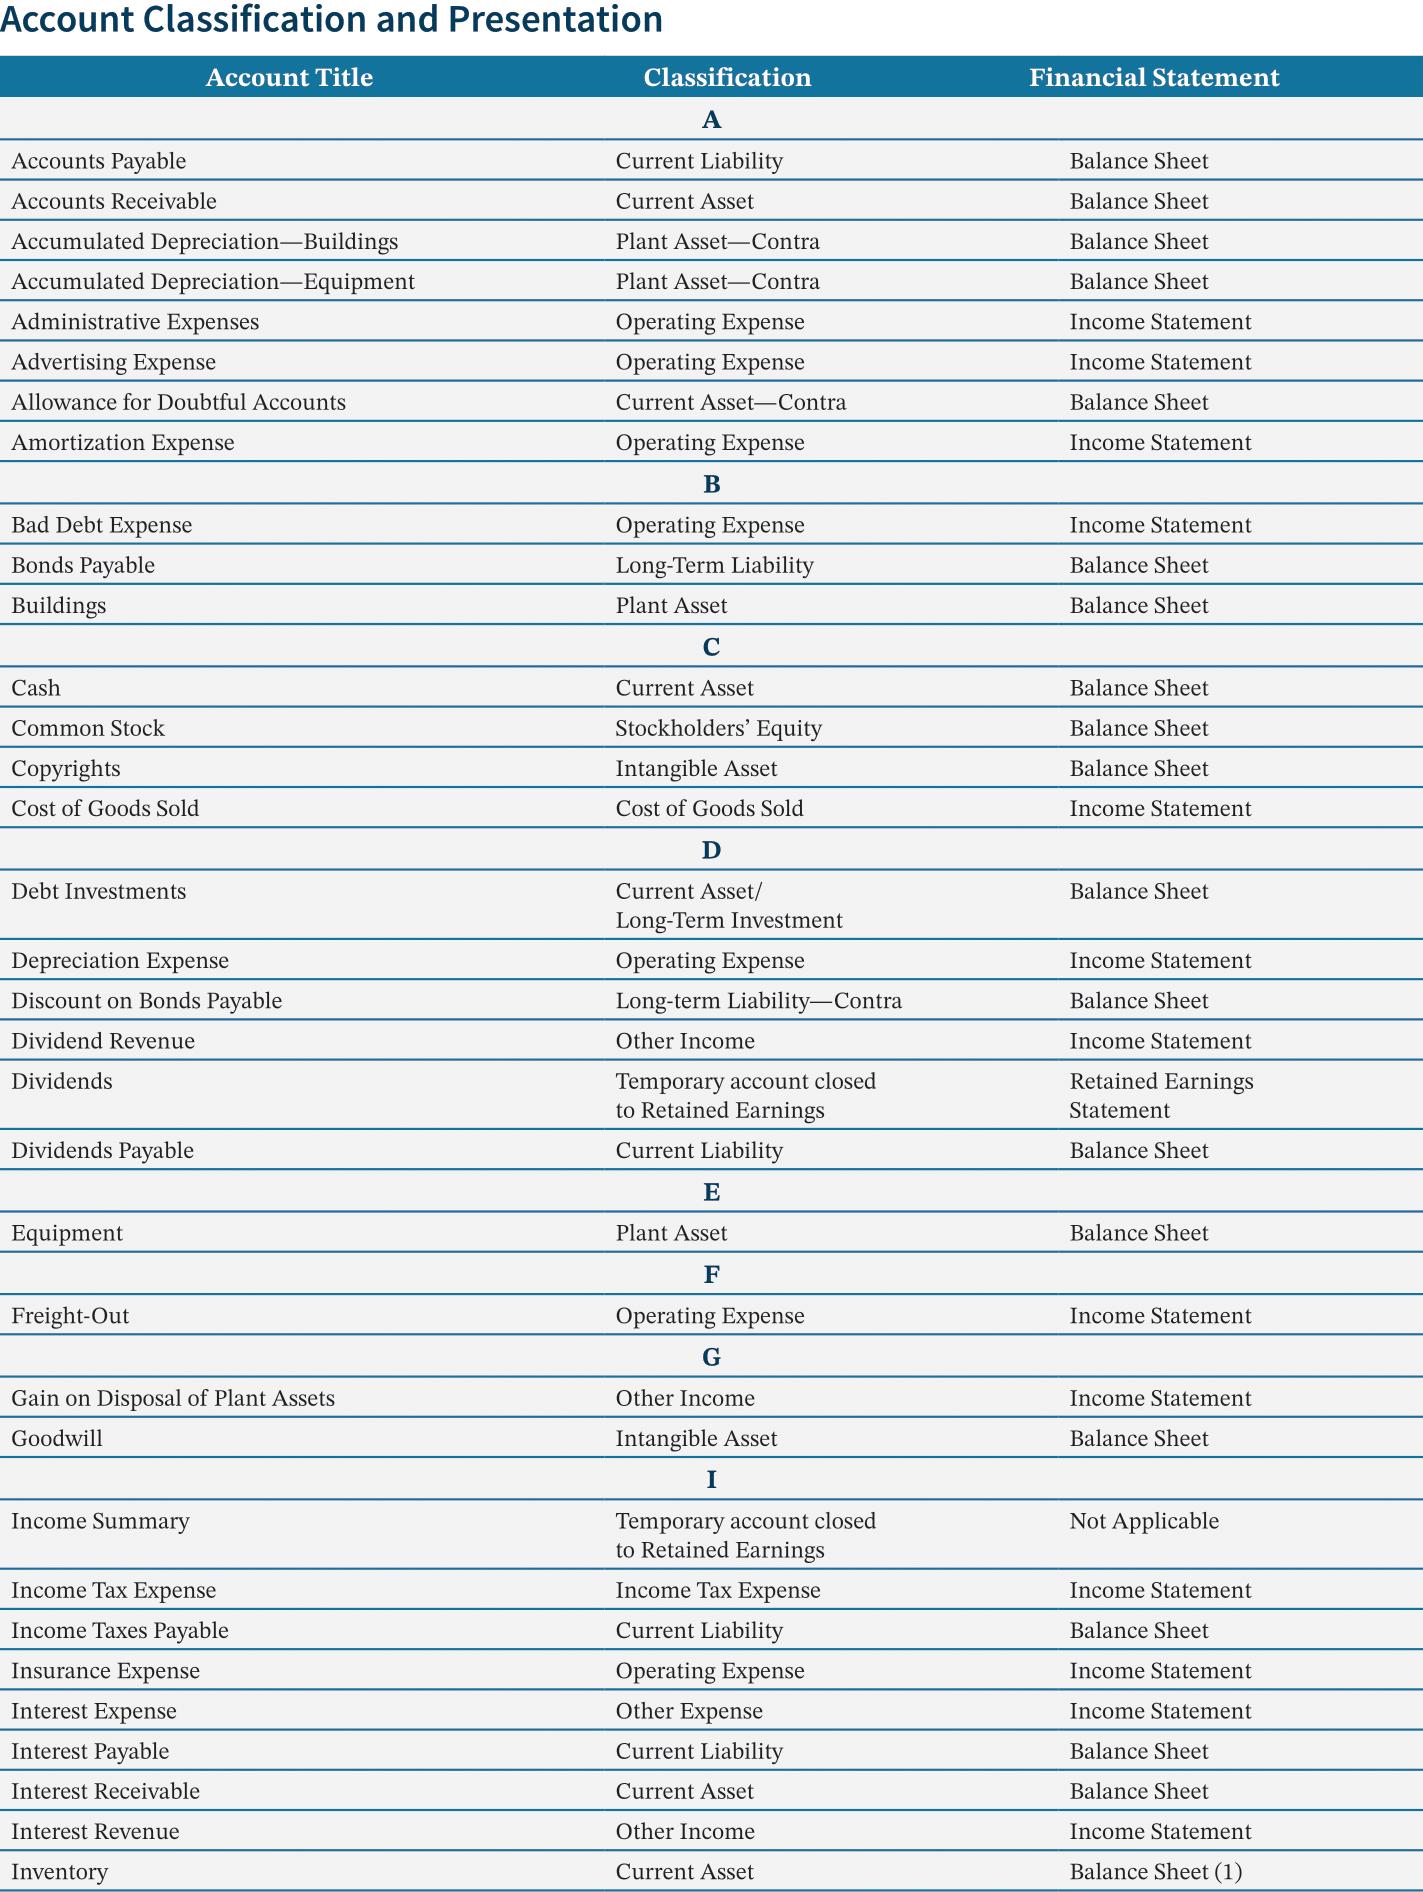 Account Classification and Presentation
Account Title Classification Financial Statement
A
Accounts Payable Current Liability Balance Sheet
Accounts Receivable Current Asset Balance Sheet
Accumulated Depreciation—Buildings Plant Asset—Contra Balance Sheet
Accumulated Depreciation—Equipment Plant Asset—Contra Balance Sheet
Administrative Expenses Operating Expense Income Statement
Advertising Expense Operating Expense Income Statement
Allowance for Doubtful Accounts Current Asset—Contra Balance Sheet
Amortization Expense Operating Expense Income Statement
B
Bad Debt Expense Operating Expense Income Statement
Bonds Payable Long-Term Liability Balance Sheet
Buildings Plant Asset Balance Sheet
C
Cash Current Asset Balance Sheet
Common Stock Stockholders’ Equity Balance Sheet
Copyrights Intangible Asset Balance Sheet
Cost of Goods Sold Cost of Goods Sold Income Statement
D
Debt Investments Current Asset/ Balance Sheet
Long-Term Investment
Depreciation Expense Operating Expense Income Statement
Discount on Bonds Payable Long-term Liability—Contra Balance Sheet
Dividend Revenue Other Income Income Statement
Dividends Temporary account closed Retained Earnings
to Retained Earnings Statement
Dividends Payable Current Liability Balance Sheet
E
Equipment Plant Asset Balance Sheet
F
Freight-Out Operating Expense Income Statement
G
Gain on Disposal of Plant Assets Other Income Income Statement
Goodwill Intangible Asset Balance Sheet
I
Income Summary Temporary account closed Not Applicable
to Retained Earnings
Income Tax Expense Income Tax Expense Income Statement
Income Taxes Payable Current Liability Balance Sheet
Insurance Expense Operating Expense Income Statement
Interest Expense Other Expense Income Statement
Interest Payable Current Liability Balance Sheet
Interest Receivable Current Asset Balance Sheet
Interest Revenue Other Income Income Statement
Inventory Current Asset Balance Sheet (1)